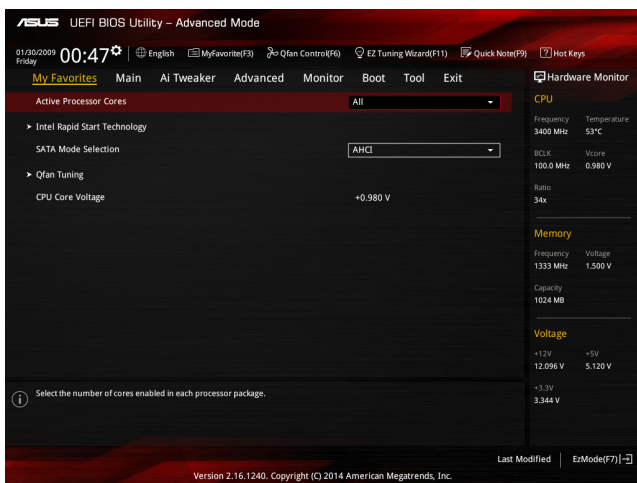 ASUS UEFI BIOS Utility – Advanced Mode
01/30/2009
Friday
00:47
English MyFavorite(F3) Qfan Control(F6) EZ Tuning Wizard(F11) Quick Note(F9) ? Hot Keys
My Favorites Main Ai Tweaker Advanced Monitor Boot Tool Exit
Active Processor Cores All
> Intel Rapid Start Technology
SATA Mode Selection AHCI
> Qfan Tuning
CPU Core Voltage +0.980 V
Hardware Monitor
CPU
Frequency Temperature
3400 MHz 53°C
BCLK Vcore
100.0 MHz 0.980 V
Ratio
34x
Memory
Frequency Voltage
1333 MHz 1.500 V
Capacity
1024 MB
Voltage
+12V +5V
12.096 V 5.120 V
+3.3V
3.344 V
i Select the number of cores enabled in each processor package.
Last Modified EzMode(F7)
Version 2.16.1240. Copyright (C) 2014 American Megatrends, Inc.